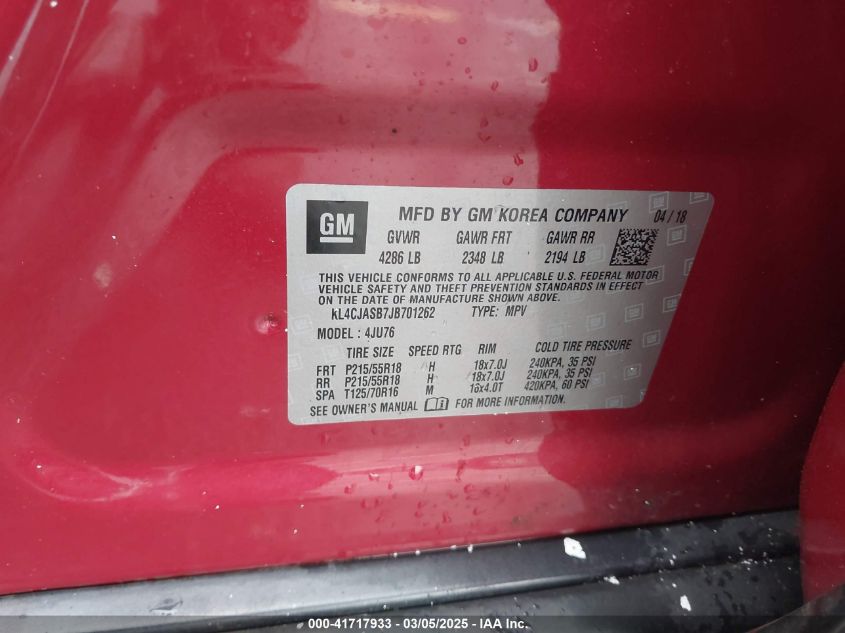 GM
MFD BY GM KOREA COMPANY 04/18
GVWR GAWR FRT GAWR RR
4286 LB 2348 LB 2194 LB
THIS VEHICLE CONFORMS TO ALL APPLICABLE U.S. FEDERAL MOTOR
VEHICLE SAFETY AND THEFT PREVENTION STANDARDS IN EFFECT
ON THE DATE OF MANUFACTURE SHOWN ABOVE.
KL4CJASB7JB701262 TYPE: MPV
MODEL: 4JU76
TIRE SIZE SPEED RTG RIM COLD TIRE PRESSURE
FRT P215/55R18 H 18x7.0J 240KPA, 35 PSI
RR P215/55R18 H 18x7.0J 240KPA, 35 PSI
SPA T125/70R16 M 16x4.0T 420KPA, 60 PSI
SEE OWNER'S MANUAL FOR MORE INFORMATION.
000-41717933 - 03/05/2025 - IAA Inc.